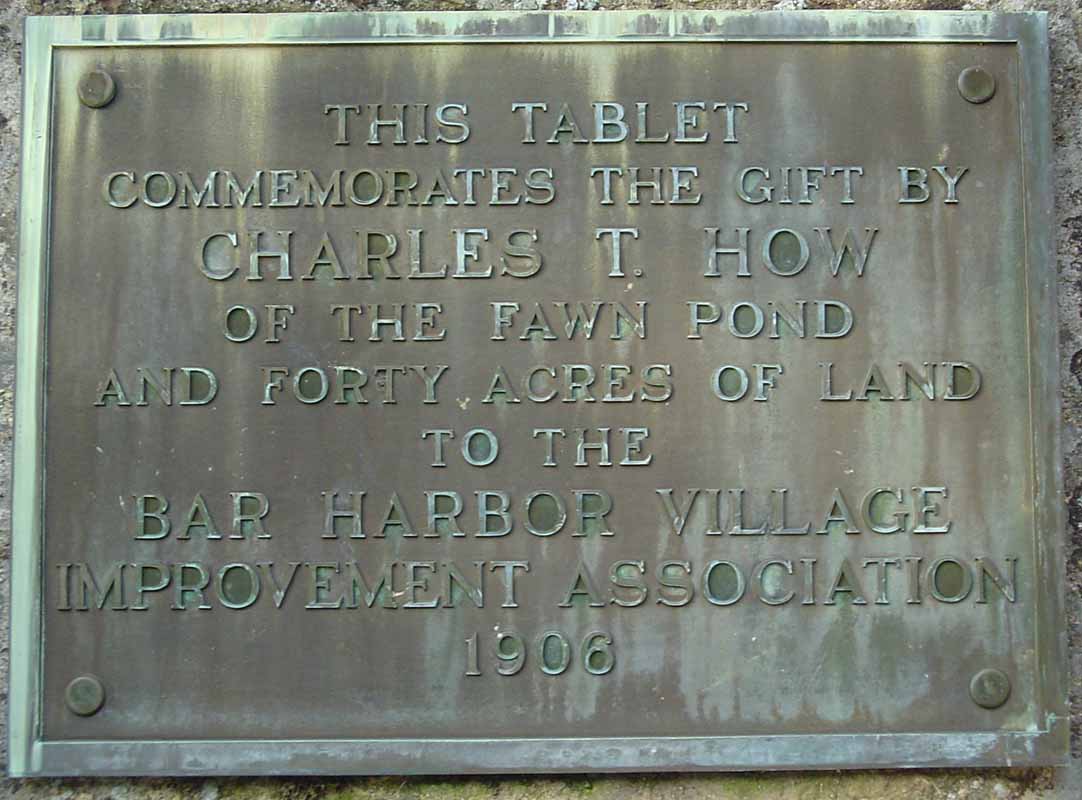 THIS TABLET
COMMEMORATES THE GIFT BY
CHARLES T. HOW
OF THE FAWN POND
AND FORTY ACRES OF LAND
TO THE
BAR HARBOR VILLAGE
IMPROVEMENT ASSOCIATION
1906